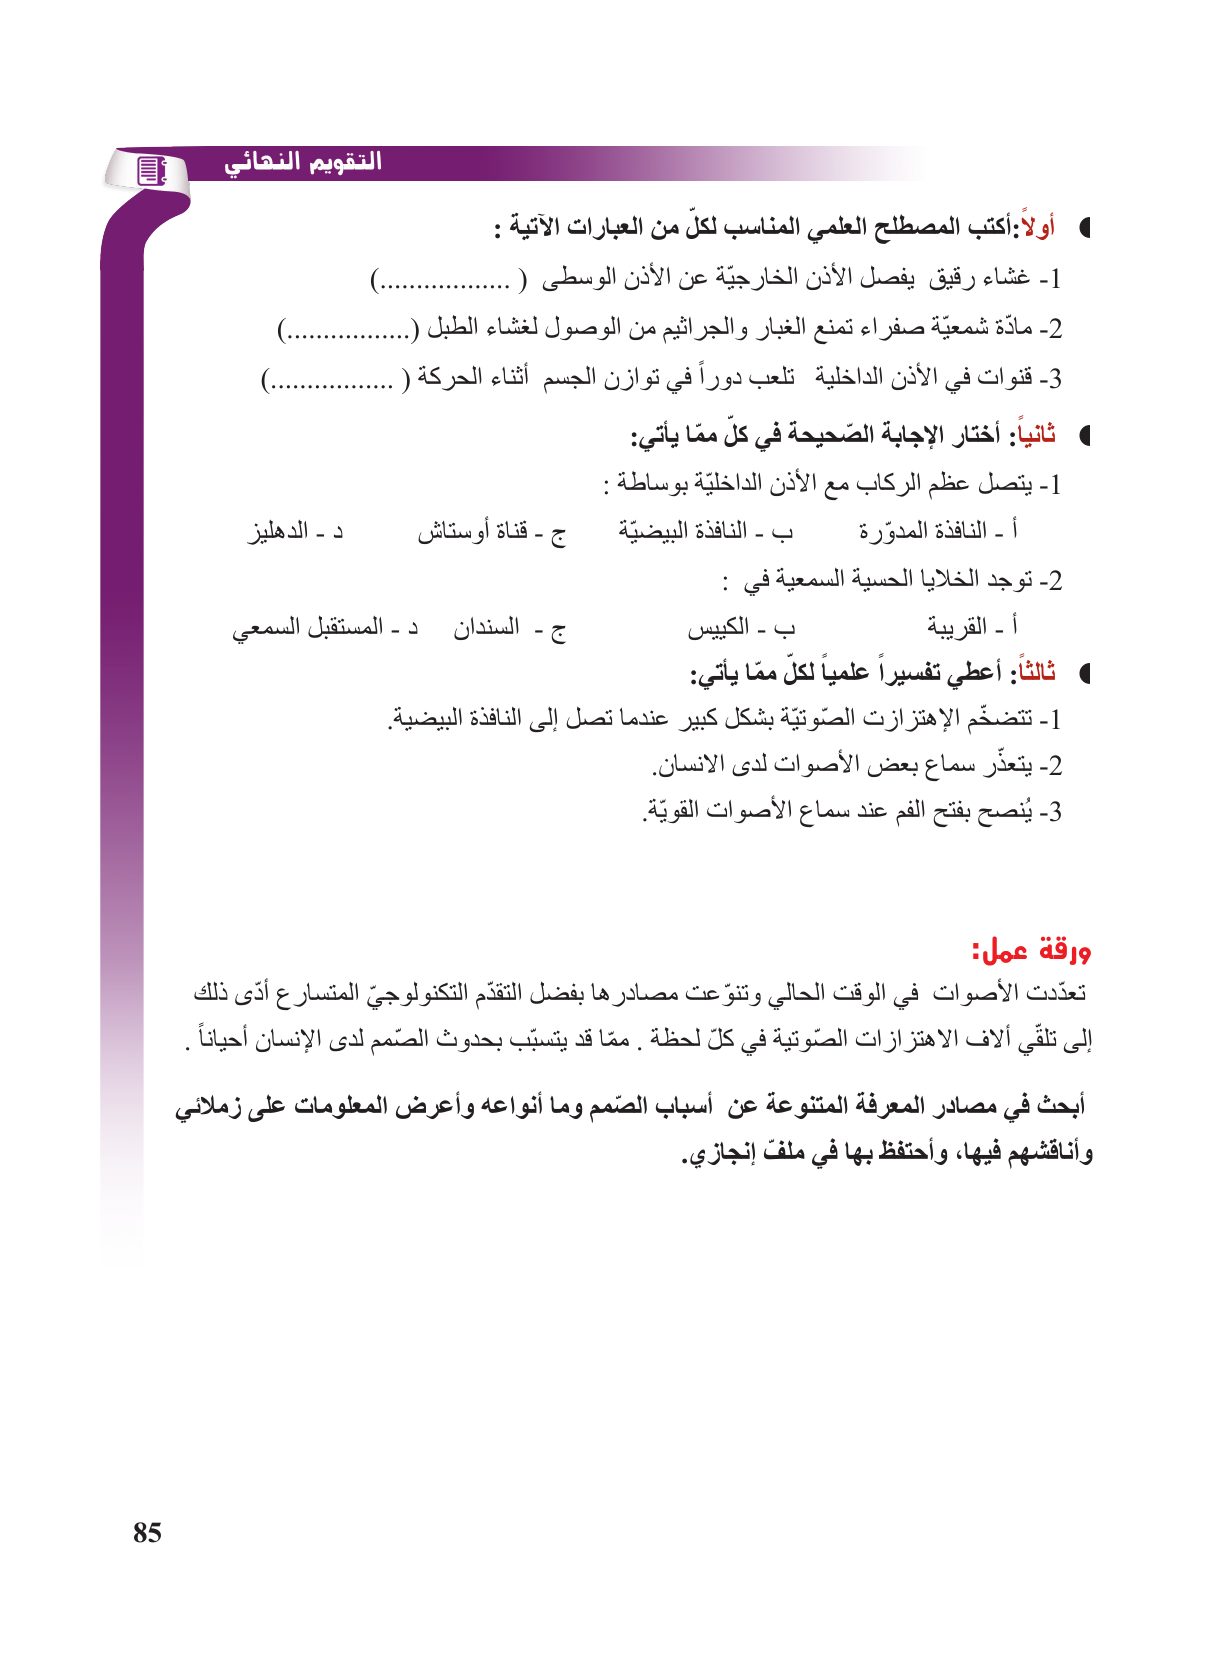 التقويم النهائي
أولاً:أكتب المصطلح العلمي المناسب لكلّ من العبارات الآتية :
1- غشاء رقيق يفصل الأذن الخارجيّة عن الأذن الوسطى ( ..................)
2- مادّة شمعيّة صفراء تمنع الغبار والجراثيم من الوصول لغشاء الطبل (.................)
3- قنوات في الأذن الداخلية تلعب دوراً في توازن الجسم أثناء الحركة ( .................)
ثانياً: أختار الإجابة الصّحيحة في كلّ ممّا يأتي:
1- يتصل عظم الركاب مع الأذن الداخليّة بوساطة :
أ - النافذة المدوّرة ب - النافذة البيضيّة ج - قناة أوستاش د - الدهليز
2- توجد الخلايا الحسية السمعية في :
أ - القريبة ب - الكييس ج - السندان د - المستقبل السمعي
ثالثاً: أعطي تفسيراً علمياً لكلّ ممّا يأتي:
1- تتضخّم الإهتزازت الصّوتيّة بشكل كبير عندما تصل إلى النافذة البيضية.
2- يتعذّر سماع بعض الأصوات لدى الانسان.
3- يُنصح بفتح الفم عند سماع الأصوات القويّة.
ورقة عمل:
تعدّدت الأصوات في الوقت الحالي وتنوّعت مصادرها بفضل التقدّم التكنولوجيّ المتسارع أدّى ذلك
إلى تلقّي ألاف الاهتزازات الصّوتية في كلّ لحظة . ممّا قد يتسبّب بحدوث الصّمم لدى الإنسان أحياناً .
أبحث في مصادر المعرفة المتنوعة عن أسباب الصّمم وما أنواعه وأعرض المعلومات على زملائي
وأناقشهم فيها، وأحتفظ بها في ملفّ إنجازي.
85